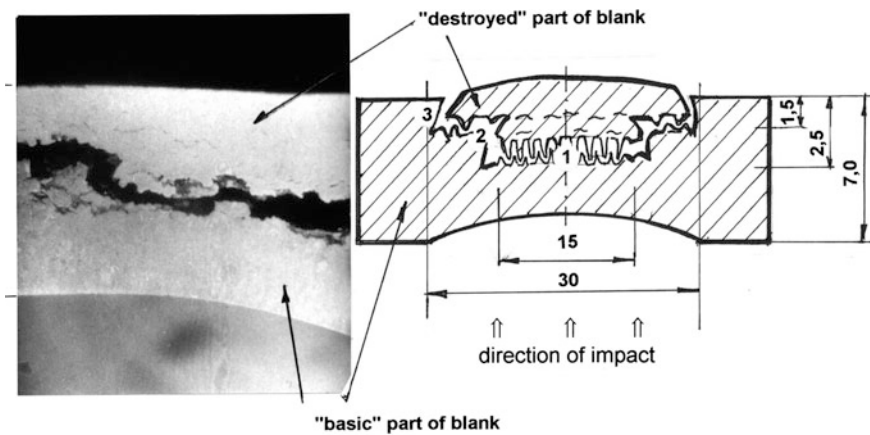 "destroyed" part of blank
3
2
1
1,5
2,5
7,0
15
30
direction of impact
"basic" part of blank